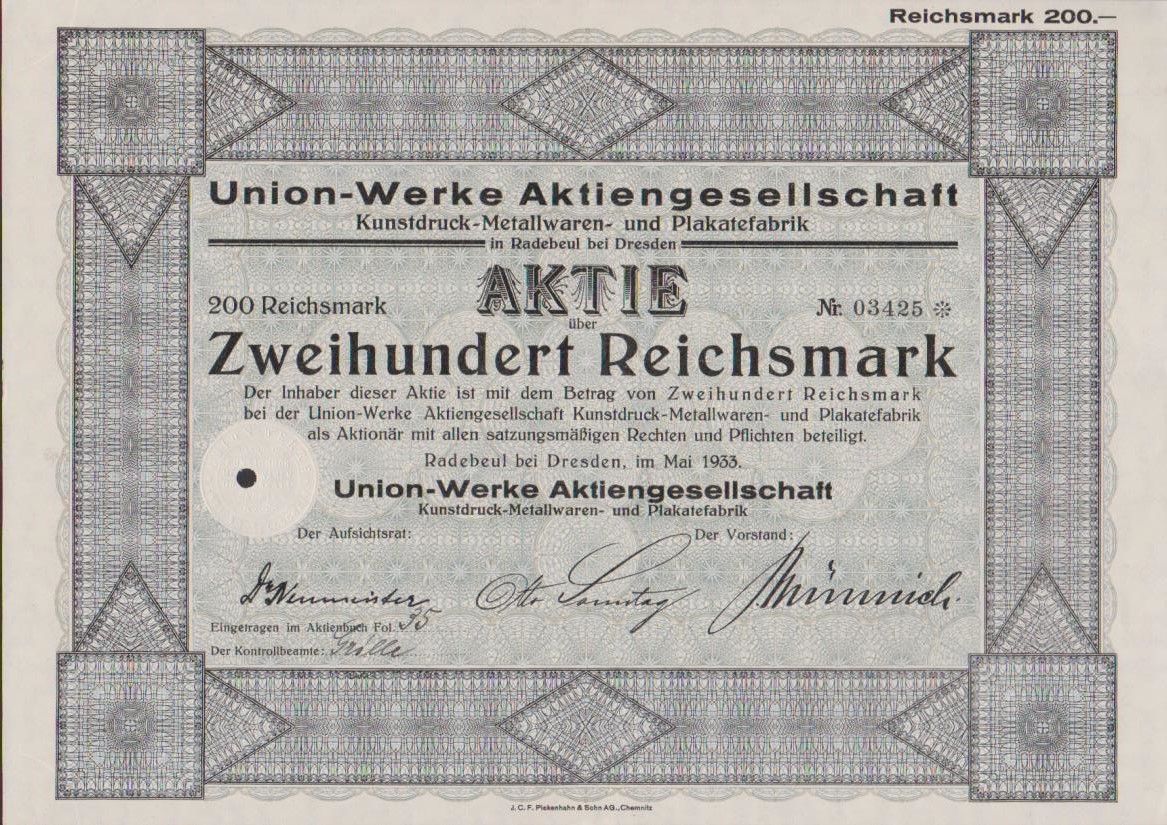 Reichsmark 200.—
Union-Werke Aktiengesellschaft
Kunstdruck-Metallwaren- und Plakatefabrik
in Radebeul bei Dresden
AKTIE
200 Reichsmark
Nr. 03425 ✻
über
Zweihundert Reichsmark
Der Inhaber dieser Aktie ist mit dem Betrag von Zweihundert Reichsmark
bei der Union-Werke Aktiengesellschaft Kunstdruck-Metallwaren- und Plakatefabrik
als Aktionär mit allen satzungsmäßigen Rechten und Pflichten beteiligt.
Radebeul bei Dresden, im Mai 1933.
Union-Werke Aktiengesellschaft
Kunstdruck-Metallwaren- und Plakatefabrik
Der Aufsichtsrat:
Der Vorstand:
Dr Neumeister
Otto Sonntag
Münnich.
Eingetragen im Aktienbuch Fol. 35
Der Kontrollbeamte:
J. C. F. Pickenhahn & Sohn AG., Chemnitz